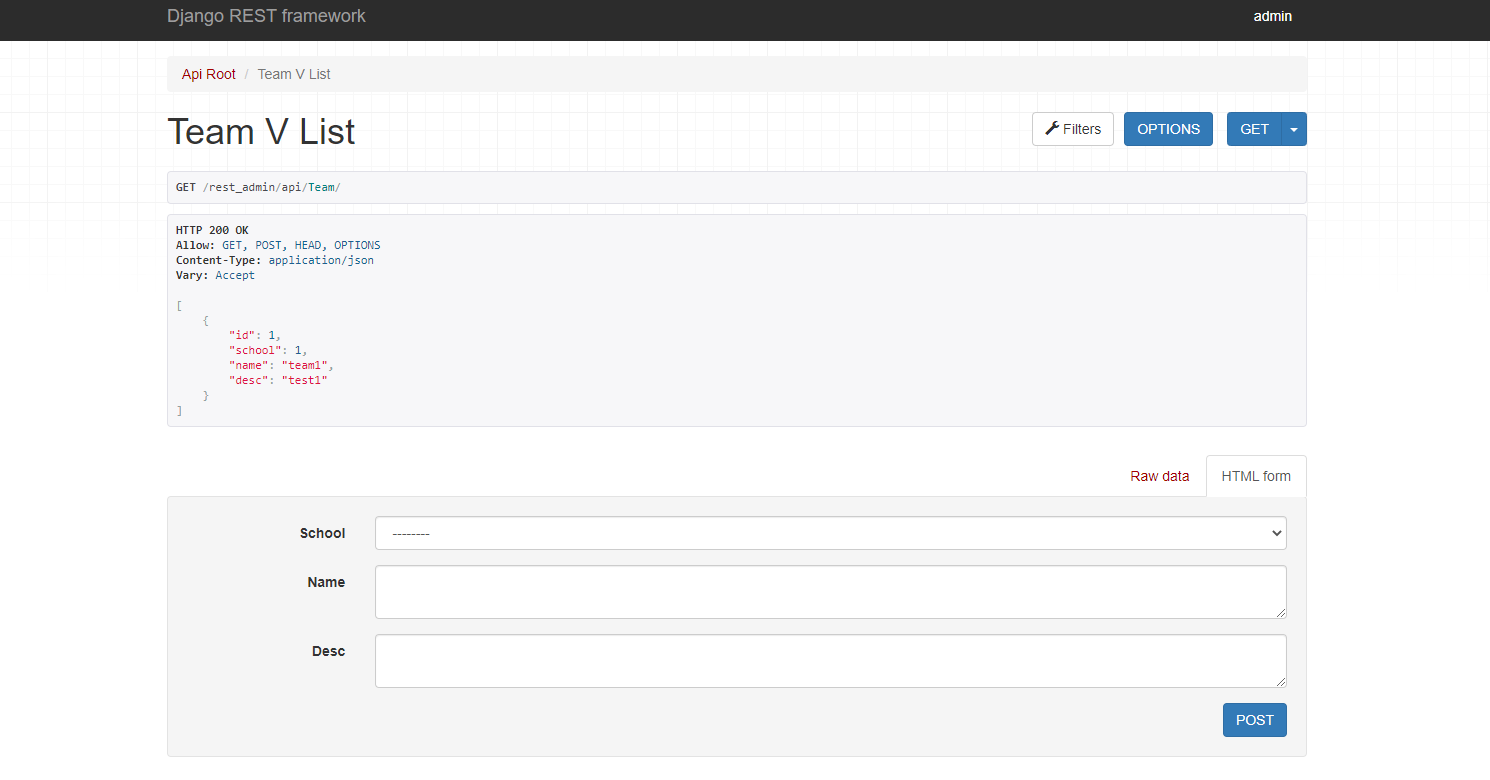 Django REST framework
admin
Api Root / Team V List
Team V List
Filters
OPTIONS
GET
GET /rest_admin/api/Team/
HTTP 200 OK
Allow: GET, POST, HEAD, OPTIONS
Content-Type: application/json
Vary: Accept
[
    {
        "id": 1,
        "school": 1,
        "name": "team1",
        "desc": "test1"
    }
]
Raw data
HTML form
School
--------
Name
Desc
POST